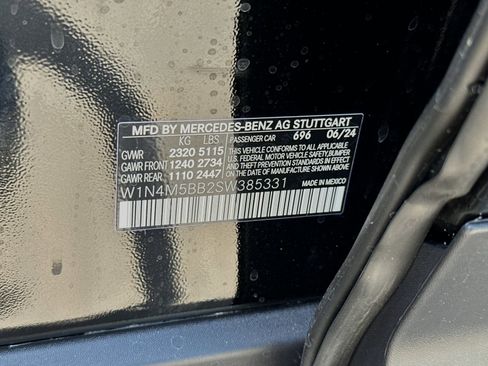 MFD BY MERCEDES-BENZ AG STUTTGART
KG LBS PASSENGER CAR 696 06/24
GVWR 2320 5115 THIS VEHICLE CONFORMS TO ALL APPLICABLE
GAWR FRONT 1240 2734 U.S. FEDERAL MOTOR VEHICLE SAFETY,BUMPER
GAWR REAR 1110 2447 AND THEFT PREVENTION STANDARDS IN EFFECT
ON THE DATE OF MANUFACTURE SHOWN ABOVE.
W1N4M5BB2SW385331 MADE IN MEXICO